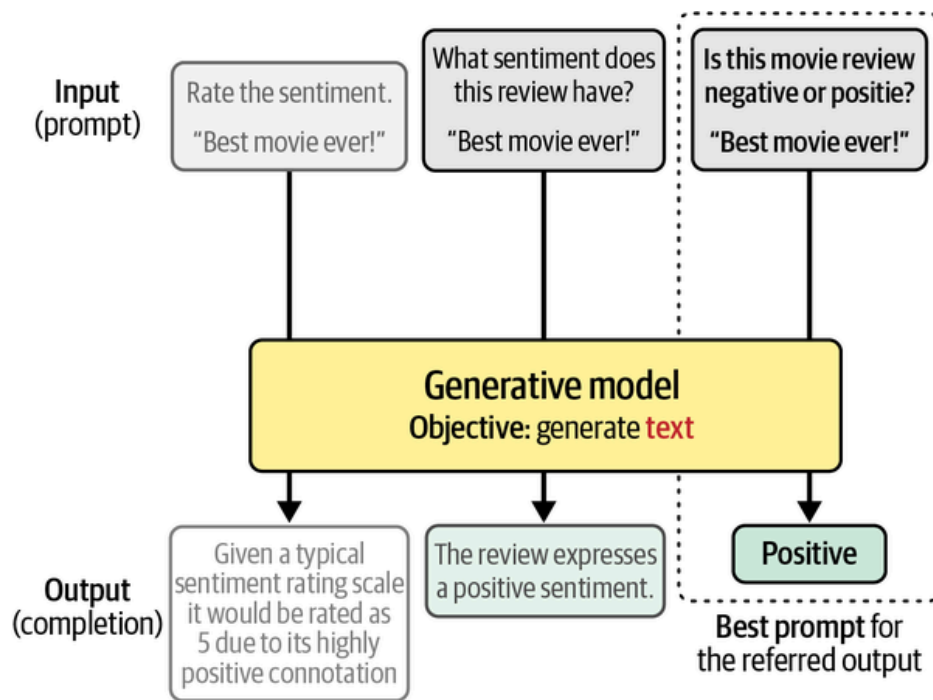 Input
(prompt)
Rate the sentiment.
“Best movie ever!”
What sentiment does
this review have?
“Best movie ever!”
Is this movie review
negative or positie?
“Best movie ever!”
Generative model
Objective: generate text
Output
(completion)
Given a typical
sentiment rating scale
it would be rated as
5 due to its highly
positive connotation
The review expresses
a positive sentiment.
Positive
Best prompt for
the referred output